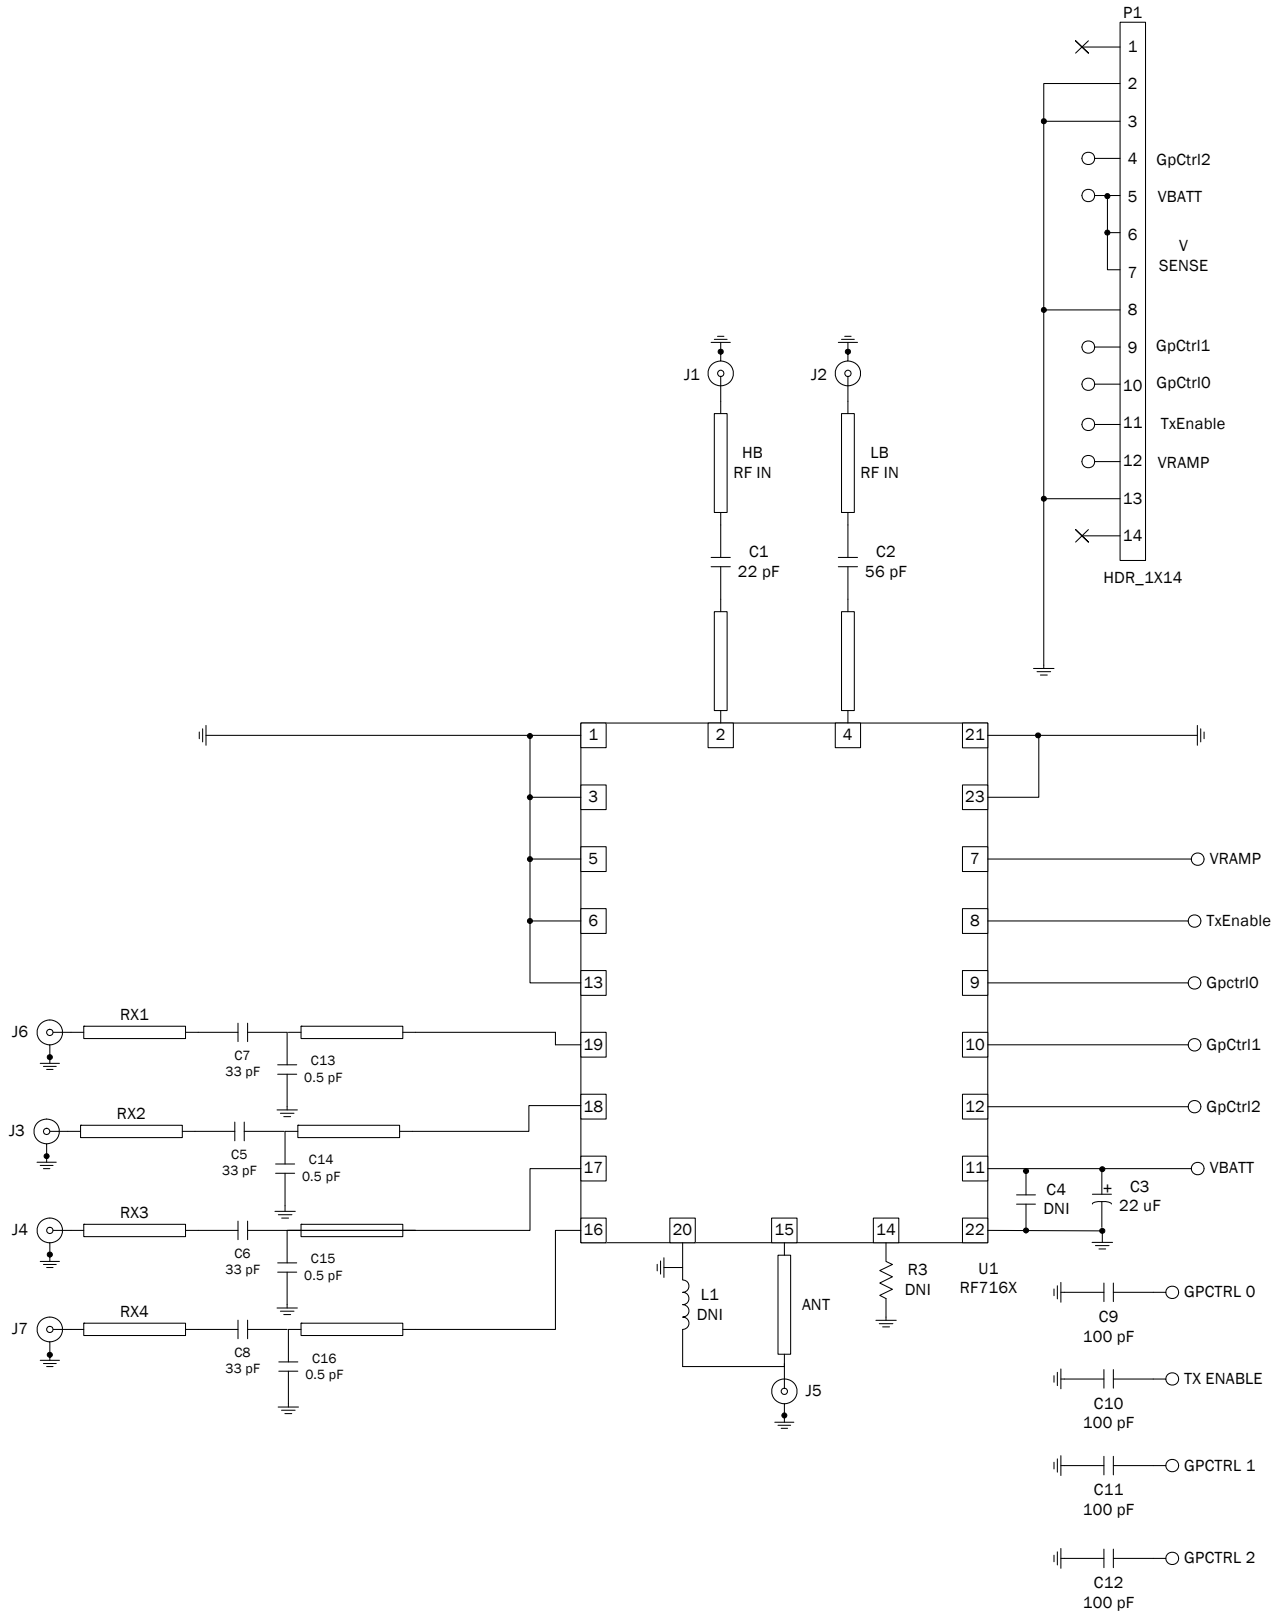 P1
1
2
3
4 GpCtrl2
5 VBATT
6
V
SENSE
7
8
9 GpCtrl1
10 GpCtrl0
11 TxEnable
12 VRAMP
13
14
HDR_1X14
J1
J2
HB
RF IN
LB
RF IN
C1
22 pF
C2
56 pF
1
2
4
21
3
23
5
7
VRAMP
6
8
TxEnable
13
9
Gpctrl0
J6
RX1
C7
33 pF
C13
0.5 pF
19
10
GpCtrl1
J3
RX2
C5
33 pF
C14
0.5 pF
18
12
GpCtrl2
J4
RX3
C6
33 pF
C15
0.5 pF
17
11
VBATT
C4
DNI
+
C3
22 uF
J7
RX4
C8
33 pF
C16
0.5 pF
16
20
15
14
22
L1
DNI
ANT
R3
DNI
U1
RF716X
J5
GPCTRL 0
C9
100 pF
TX ENABLE
C10
100 pF
GPCTRL 1
C11
100 pF
GPCTRL 2
C12
100 pF